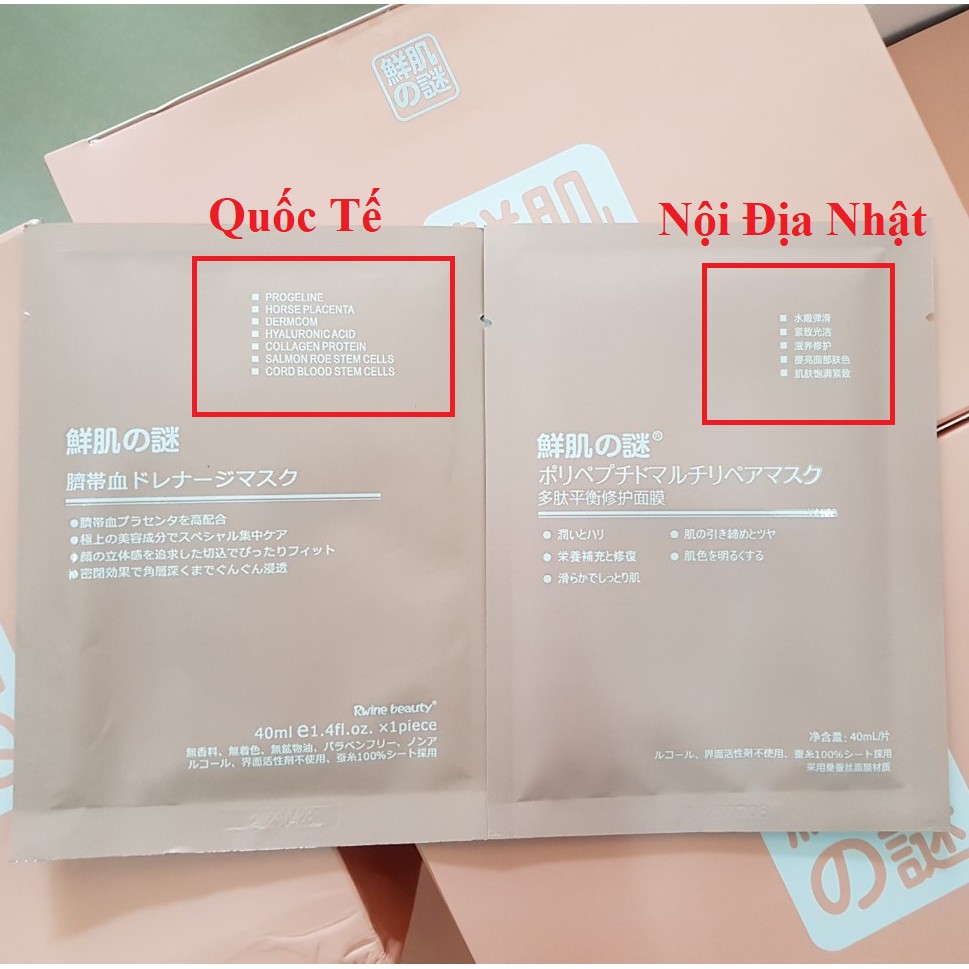 鮮肌
の謎
鮮肌
Quốc Tế
Nội Địa Nhật
■ PROGELINE
■ HORSE PLACENTA
■ DERMCOM
■ HYALURONIC ACID
■ COLLAGEN PROTEIN
■ SALMON ROE STEM CELLS
■ CORD BLOOD STEM CELLS
鮮肌の謎
臍帯血ドレナージマスク
●臍帯血プラセンタを高配合
●極上の美容成分でスペシャル集中ケア
●顔の立体感を追求した切込でぴったりフィット
●密閉効果で角層深くまでぐんぐん浸透
Rwine beauty®
40ml e1.4fl.oz. ×1piece
無香料、無着色、無鉱物油、パラベンフリー、ノンア
ルコール、界面活性剤不使用、蚕糸100%シート採用
■ 水嫩弹滑
■ 紧致光洁
■ 滋养修护
■ 提亮面部肤色
■ 肌肤饱满紧致
鮮肌の謎®
ポリペプチドマルチリペアマスク
多肽平衡修护面膜
● 潤いとハリ ● 肌の引き締めとツヤ
● 栄養補充と修復 ● 肌色を明るくする
● 滑らかでしっとり肌
净含量: 40mL/片
ルコール、界面活性剤不使用、蚕糸100%シート採用
采用桑蚕丝面膜材质
の謎